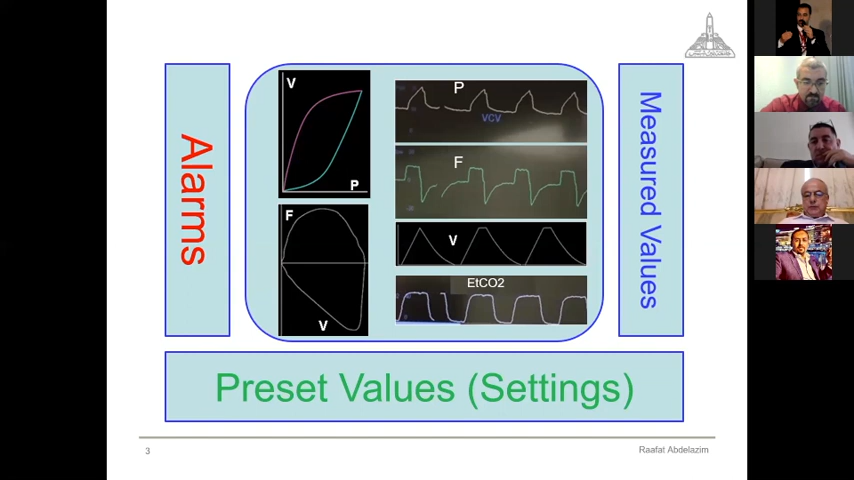 Alarms
V
P
F
V
P
VCV
F
V
EtCO2
Measured Values
Preset Values (Settings)
3
Raafat Abdelazim